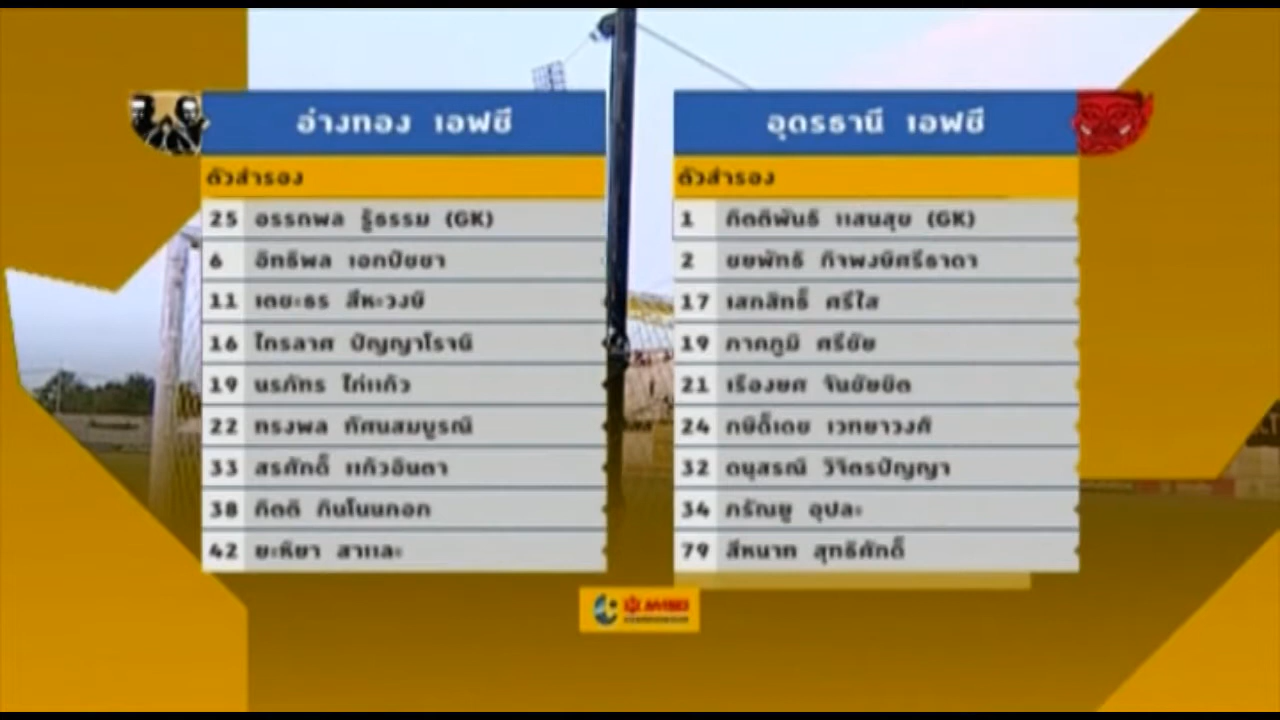 อ่างทอง เอฟซี
ตัวสำรอง
25 อรรถพล รู้ธรรม (GK)
6 อิทธิพล เอกปัชชา
11 เตชะธร สีหะวงษ์
16 ไกรลาศ ปัญญาโรจน์
19 นรภัทร ไก่แก้ว
22 ทรงพล ทัศนสมบูรณ์
33 สรศักดิ์ แก้วอินตา
38 กิตติ กินโนนกอก
42 ยะห์ยา สาและ
อุดรธานี เอฟซี
ตัวสำรอง
1 กิตติพันธ์ แสนสุข (GK)
2 ชยพัทธ์ กิจพงษ์ศรีธาดา
17 เสกสิทธิ์ ศรีใส
19 ภาคภูมิ ศรีชัย
21 เรืองยศ จันชัยชิต
24 กษิดิ์เดช เวทยาวงศ์
32 ดนุสรณ์ วิจิตรปัญญา
34 ภรัณยู อุปละ
79 สีหนาท สุทธิศักดิ์